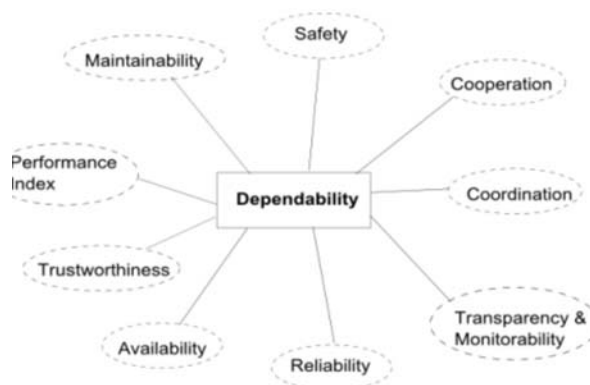 Safety
Maintainability
Cooperation
Performance
Index
Dependability
Coordination
Trustworthiness
Transparency &
Monitorability
Availability
Reliability